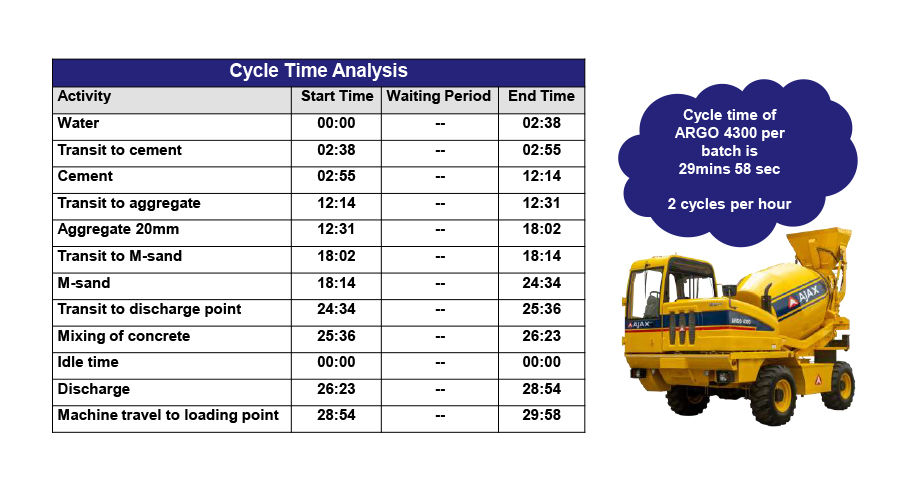 Cycle Time Analysis
Activity Start Time Waiting Period End Time
Water 00:00 -- 02:38
Transit to cement 02:38 -- 02:55
Cement 02:55 -- 12:14
Transit to aggregate 12:14 -- 12:31
Aggregate 20mm 12:31 -- 18:02
Transit to M-sand 18:02 -- 18:14
M-sand 18:14 -- 24:34
Transit to discharge point 24:34 -- 25:36
Mixing of concrete 25:36 -- 26:23
Idle time 00:00 -- 00:00
Discharge 26:23 -- 28:54
Machine travel to loading point 28:54 -- 29:58
Cycle time of
ARGO 4300 per
batch is
29mins 58 sec
2 cycles per hour
AJAX
AJAX